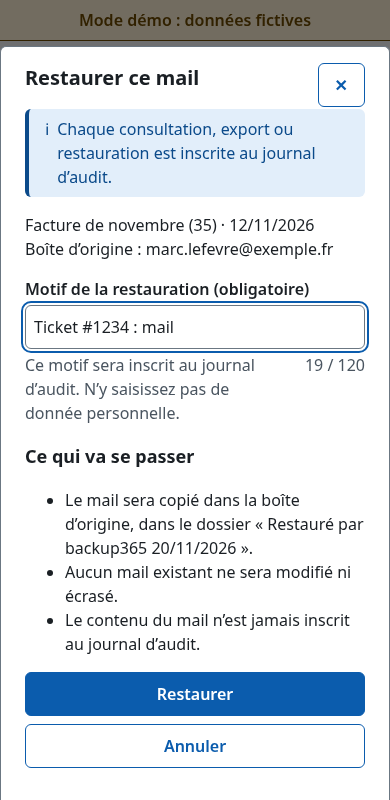 Mode démo : données fictives
Restaurer ce mail
×
i Chaque consultation, export ou
restauration est inscrite au journal
d’audit.
Facture de novembre (35) · 12/11/2026
Boîte d’origine : marc.lefevre@exemple.fr
Motif de la restauration (obligatoire)
Ticket #1234 : mail
Ce motif sera inscrit au journal
d’audit. N’y saisissez pas de
donnée personnelle.
19 / 120
Ce qui va se passer
• Le mail sera copié dans la boîte
d’origine, dans le dossier « Restauré par
backup365 20/11/2026 ».
• Aucun mail existant ne sera modifié ni
écrasé.
• Le contenu du mail n’est jamais inscrit
au journal d’audit.
Restaurer
Annuler